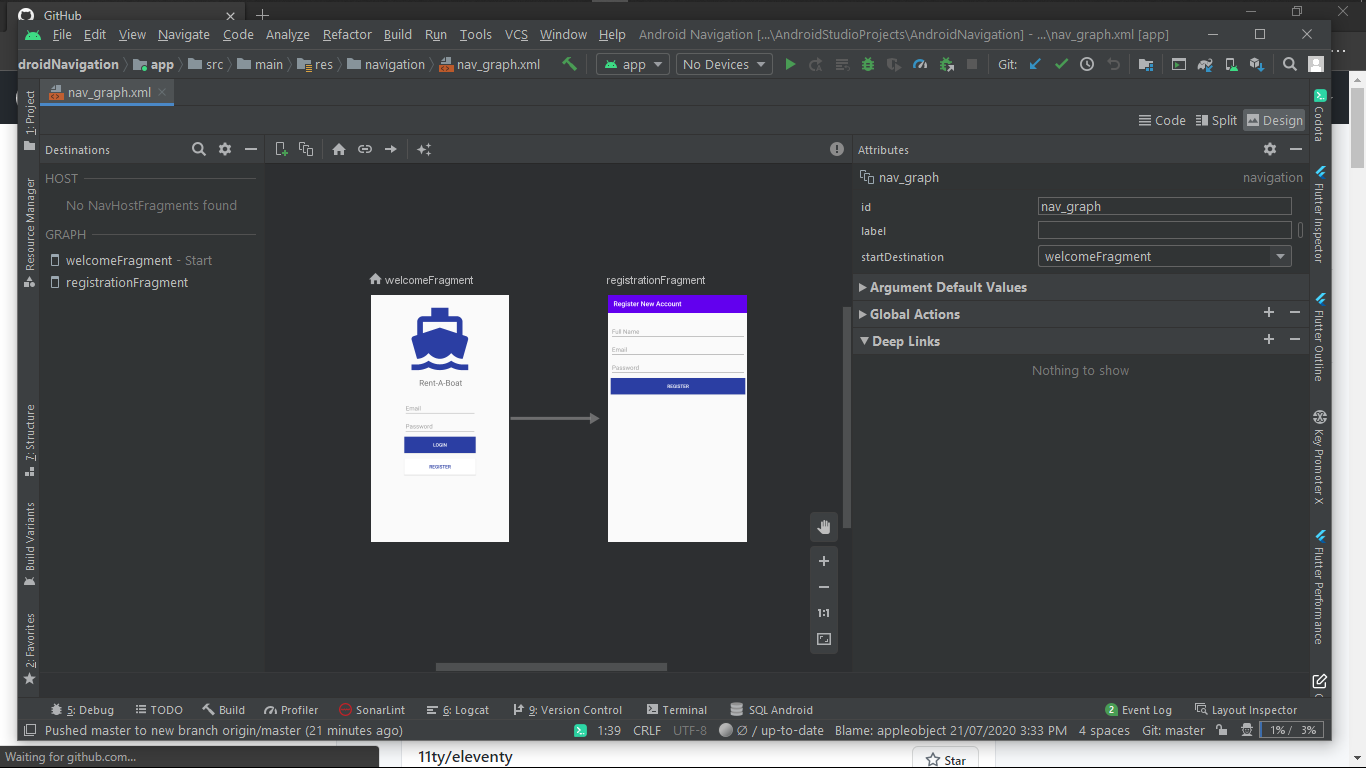 GitHub
File Edit View Navigate Code Analyze Refactor Build Run Tools VCS Window Help Android Navigation [...\AndroidStudioProjects\AndroidNavigation] - ...\nav_graph.xml [app]
droidNavigation app src main res navigation nav_graph.xml app No Devices Git:
nav_graph.xml
Code Split Design
1: Project
Resource Manager
7: Structure
Build Variants
2: Favorites
Destinations
HOST
No NavHostFragments found
GRAPH
welcomeFragment - Start
registrationFragment
welcomeFragment
Rent-A-Boat
Email
Password
LOGIN
REGISTER
registrationFragment
Register New Account
Full Name
Email
Password
REGISTER
1:1
Attributes
nav_graph navigation
id nav_graph
label
startDestination welcomeFragment
Argument Default Values
Global Actions
Deep Links
Nothing to show
Codota
Flutter Inspector
Flutter Outline
Key Promoter X
Flutter Performance
5: Debug TODO Build Profiler SonarLint 6: Logcat 9: Version Control Terminal SQL Android 2 Event Log Layout Inspector
Pushed master to new branch origin/master (21 minutes ago) 1:39 CRLF UTF-8 Ø / up-to-date Blame: appleobject 21/07/2020 3:33 PM 4 spaces Git: master 1% / 3%
Waiting for github.com...
11ty/eleventy Star